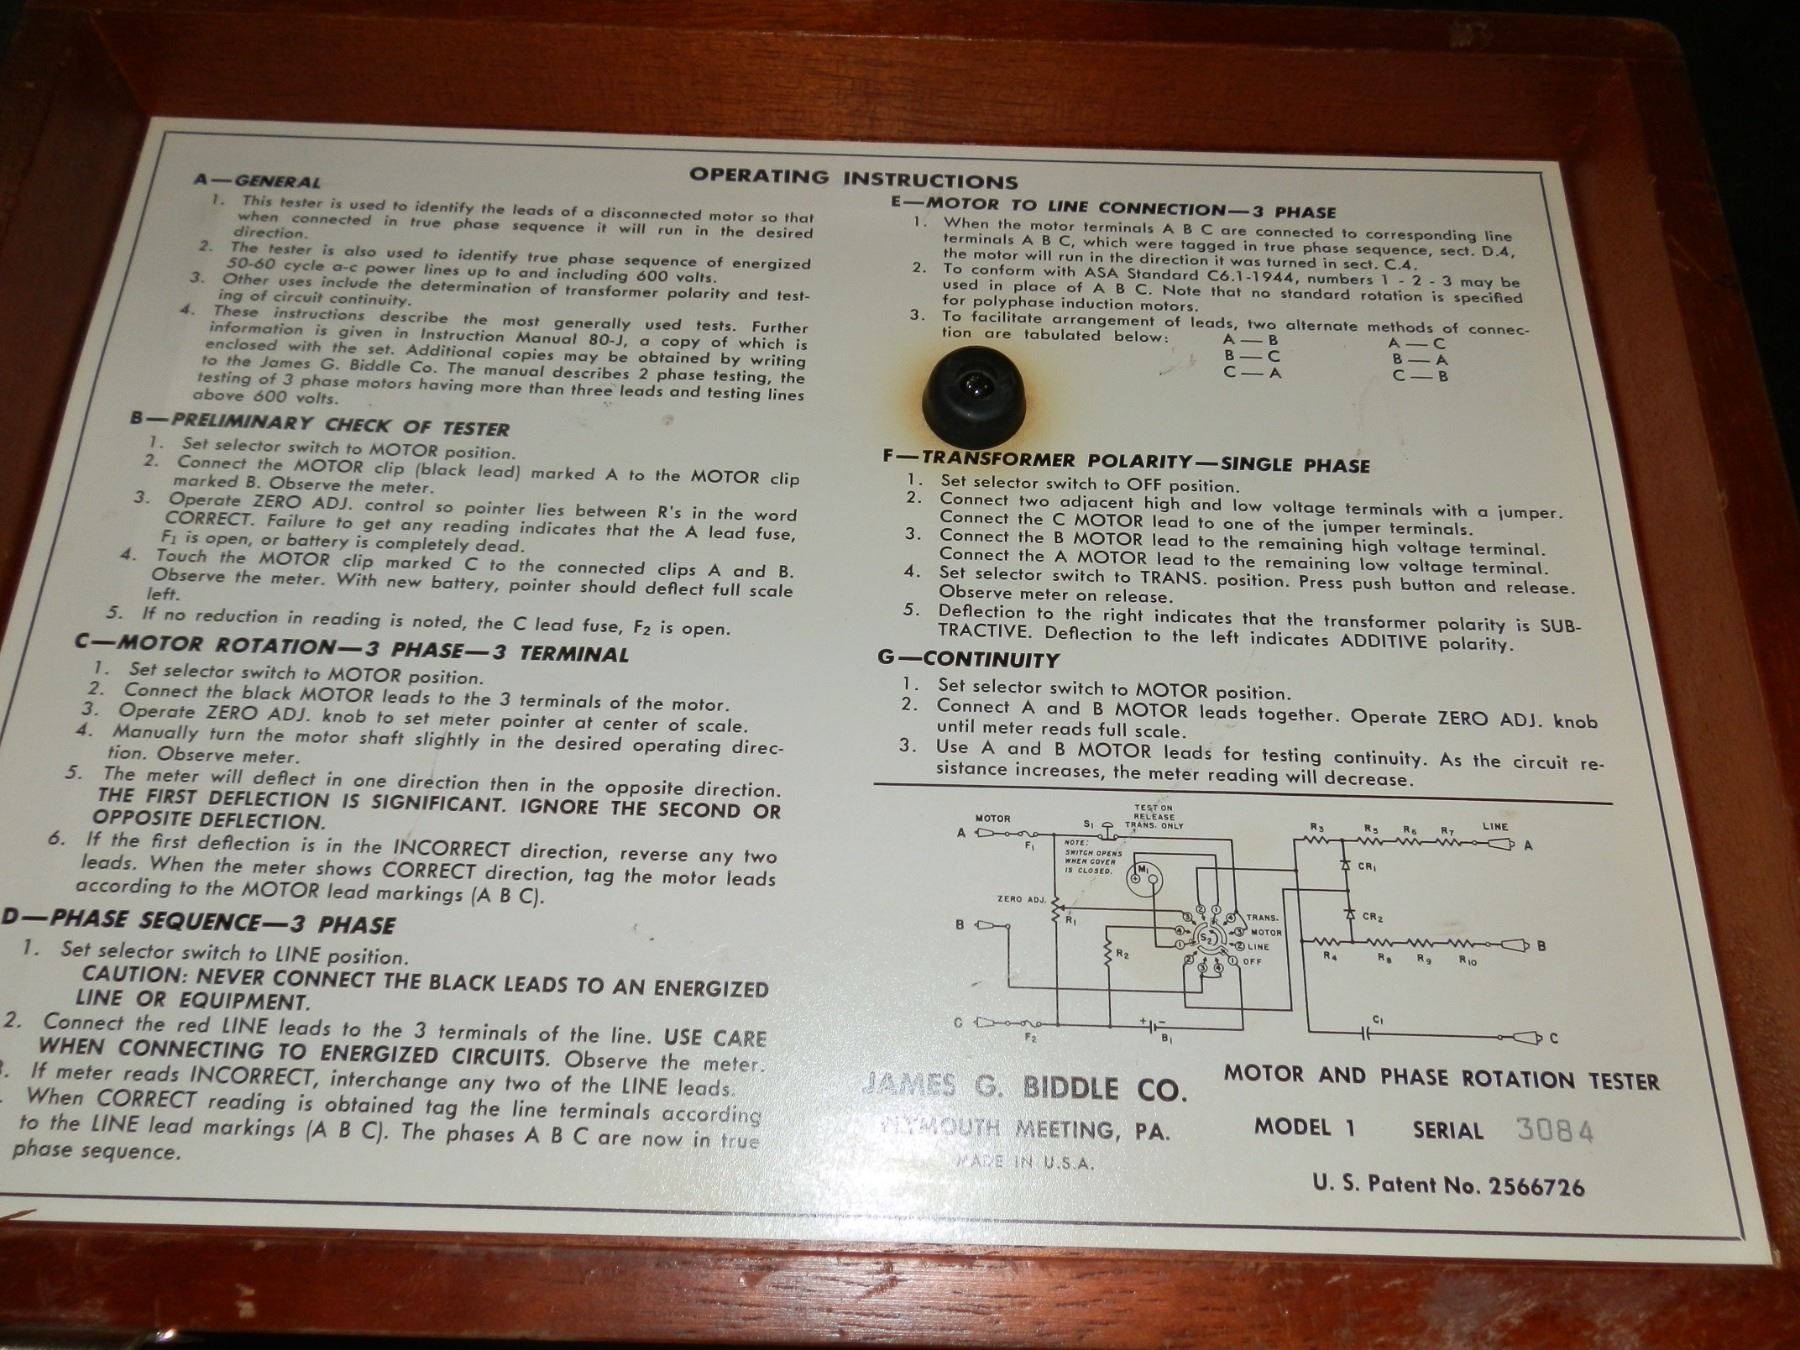 OPERATING INSTRUCTIONS
A—GENERAL
1. This tester is used to identify the leads of a disconnected motor so that
when connected in true phase sequence it will run in the desired
direction.
2. The tester is also used to identify true phase sequence of energized
50-60 cycle a-c power lines up to and including 600 volts.
3. Other uses include the determination of transformer polarity and test-
ing of circuit continuity.
4. These instructions describe the most generally used tests. Further
information is given in Instruction Manual 80-J, a copy of which is
enclosed with the set. Additional copies may be obtained by writing
to the James G. Biddle Co. The manual describes 2 phase testing, the
testing of 3 phase motors having more than three leads and testing lines
above 600 volts.
B—PRELIMINARY CHECK OF TESTER
1. Set selector switch to MOTOR position.
2. Connect the MOTOR clip (black lead) marked A to the MOTOR clip
marked B. Observe the meter.
3. Operate ZERO ADJ. control so pointer lies between R's in the word
CORRECT. Failure to get any reading indicates that the A lead fuse,
F1 is open, or battery is completely dead.
4. Touch the MOTOR clip marked C to the connected clips A and B.
Observe the meter. With new battery, pointer should deflect full scale
left.
5. If no reduction in reading is noted, the C lead fuse, F2 is open.
C—MOTOR ROTATION—3 PHASE—3 TERMINAL
1. Set selector switch to MOTOR position.
2. Connect the black MOTOR leads to the 3 terminals of the motor.
3. Operate ZERO ADJ. knob to set meter pointer at center of scale.
4. Manually turn the motor shaft slightly in the desired operating direc-
tion. Observe meter.
5. The meter will deflect in one direction then in the opposite direction.
THE FIRST DEFLECTION IS SIGNIFICANT. IGNORE THE SECOND OR
OPPOSITE DEFLECTION.
6. If the first deflection is in the INCORRECT direction, reverse any two
leads. When the meter shows CORRECT direction, tag the motor leads
according to the MOTOR lead markings (A B C).
D—PHASE SEQUENCE—3 PHASE
1. Set selector switch to LINE position.
CAUTION: NEVER CONNECT THE BLACK LEADS TO AN ENERGIZED
LINE OR EQUIPMENT.
2. Connect the red LINE leads to the 3 terminals of the line. USE CARE
WHEN CONNECTING TO ENERGIZED CIRCUITS. Observe the meter.
If meter reads INCORRECT, interchange any two of the LINE leads.
When CORRECT reading is obtained tag the line terminals according
to the LINE lead markings (A B C). The phases A B C are now in true
phase sequence.
E—MOTOR TO LINE CONNECTION—3 PHASE
1. When the motor terminals A B C are connected to corresponding line
terminals A B C, which were tagged in true phase sequence, sect. D.4,
the motor will run in the direction it was turned in sect. C.4.
2. To conform with ASA Standard C6.1-1944, numbers 1 - 2 - 3 may be
used in place of A B C. Note that no standard rotation is specified
for polyphase induction motors.
3. To facilitate arrangement of leads, two alternate methods of connec-
tion are tabulated below: A — B A — C
B — C B — A
C — A C — B
F—TRANSFORMER POLARITY—SINGLE PHASE
1. Set selector switch to OFF position.
2. Connect two adjacent high and low voltage terminals with a jumper.
Connect the C MOTOR lead to one of the jumper terminals.
3. Connect the B MOTOR lead to the remaining high voltage terminal.
Connect the A MOTOR lead to the remaining low voltage terminal.
4. Set selector switch to TRANS. position. Press push button and release.
Observe meter on release.
5. Deflection to the right indicates that the transformer polarity is SUB-
TRACTIVE. Deflection to the left indicates ADDITIVE polarity.
G—CONTINUITY
1. Set selector switch to MOTOR position.
2. Connect A and B MOTOR leads together. Operate ZERO ADJ. knob
until meter reads full scale.
3. Use A and B MOTOR leads for testing continuity. As the circuit re-
sistance increases, the meter reading will decrease.
MOTOR
A
F1
S1
TEST ON
RELEASE
TRANS. ONLY
NOTE:
SWITCH OPENS
WHEN COVER
IS CLOSED.
M1
ZERO ADJ.
R1
B
R2
S2
TRANS.
MOTOR
LINE
OFF
C
F2
+ -
B1
R3 R5 R6 R7
LINE
A
CR1
CR2
R4 R8 R9 R10
B
C1
C
JAMES G. BIDDLE CO.
PLYMOUTH MEETING, PA.
MADE IN U.S.A.
MOTOR AND PHASE ROTATION TESTER
MODEL 1 SERIAL 3084
U. S. Patent No. 2566726